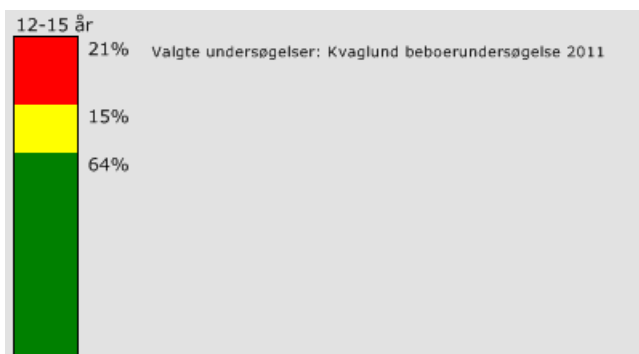 12-15 år
21% Valgte undersøgelser: Kvaglund beboerundersøgelse 2011
15%
64%